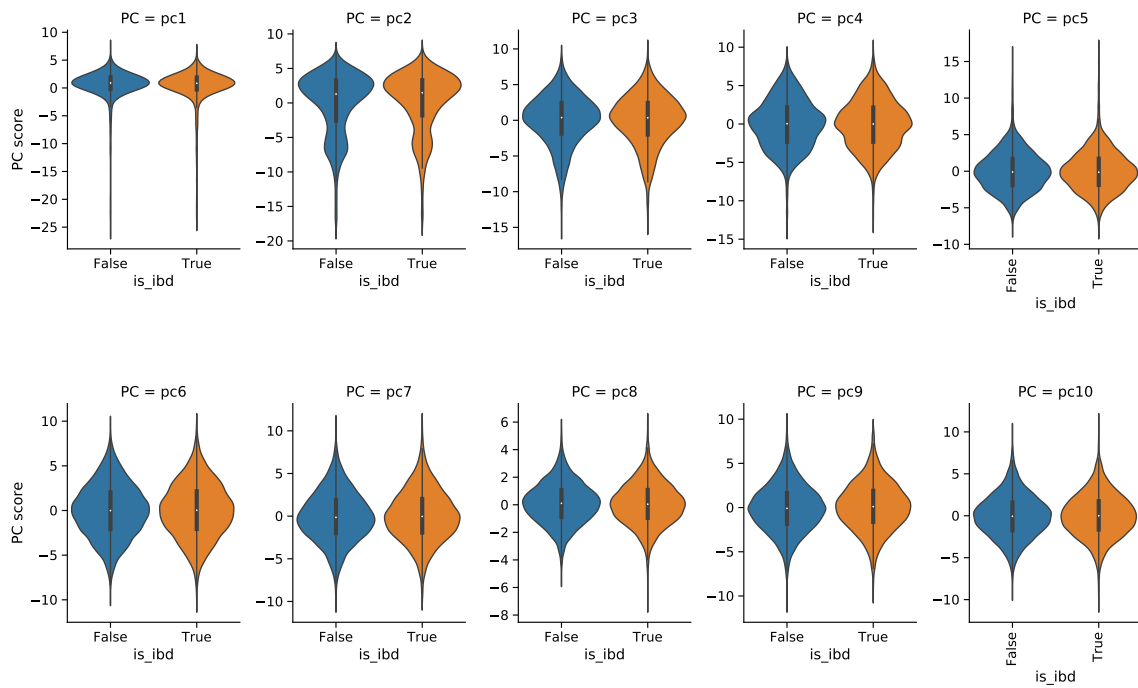 PC = pc1
PC = pc2
PC = pc3
PC = pc4
PC = pc5
PC score
10
5
0
−5
−10
−15
−20
−25
False
True
is_ibd
10
5
0
−5
−10
−15
−20
False
True
is_ibd
10
5
0
−5
−10
−15
False
True
is_ibd
10
5
0
−5
−10
−15
False
True
is_ibd
15
10
5
0
−5
−10
False
True
is_ibd
PC = pc6
PC = pc7
PC = pc8
PC = pc9
PC = pc10
PC score
10
5
0
−5
−10
False
True
is_ibd
10
5
0
−5
−10
False
True
is_ibd
6
4
2
0
−2
−4
−6
−8
False
True
is_ibd
10
5
0
−5
−10
False
True
is_ibd
10
5
0
−5
−10
False
True
is_ibd